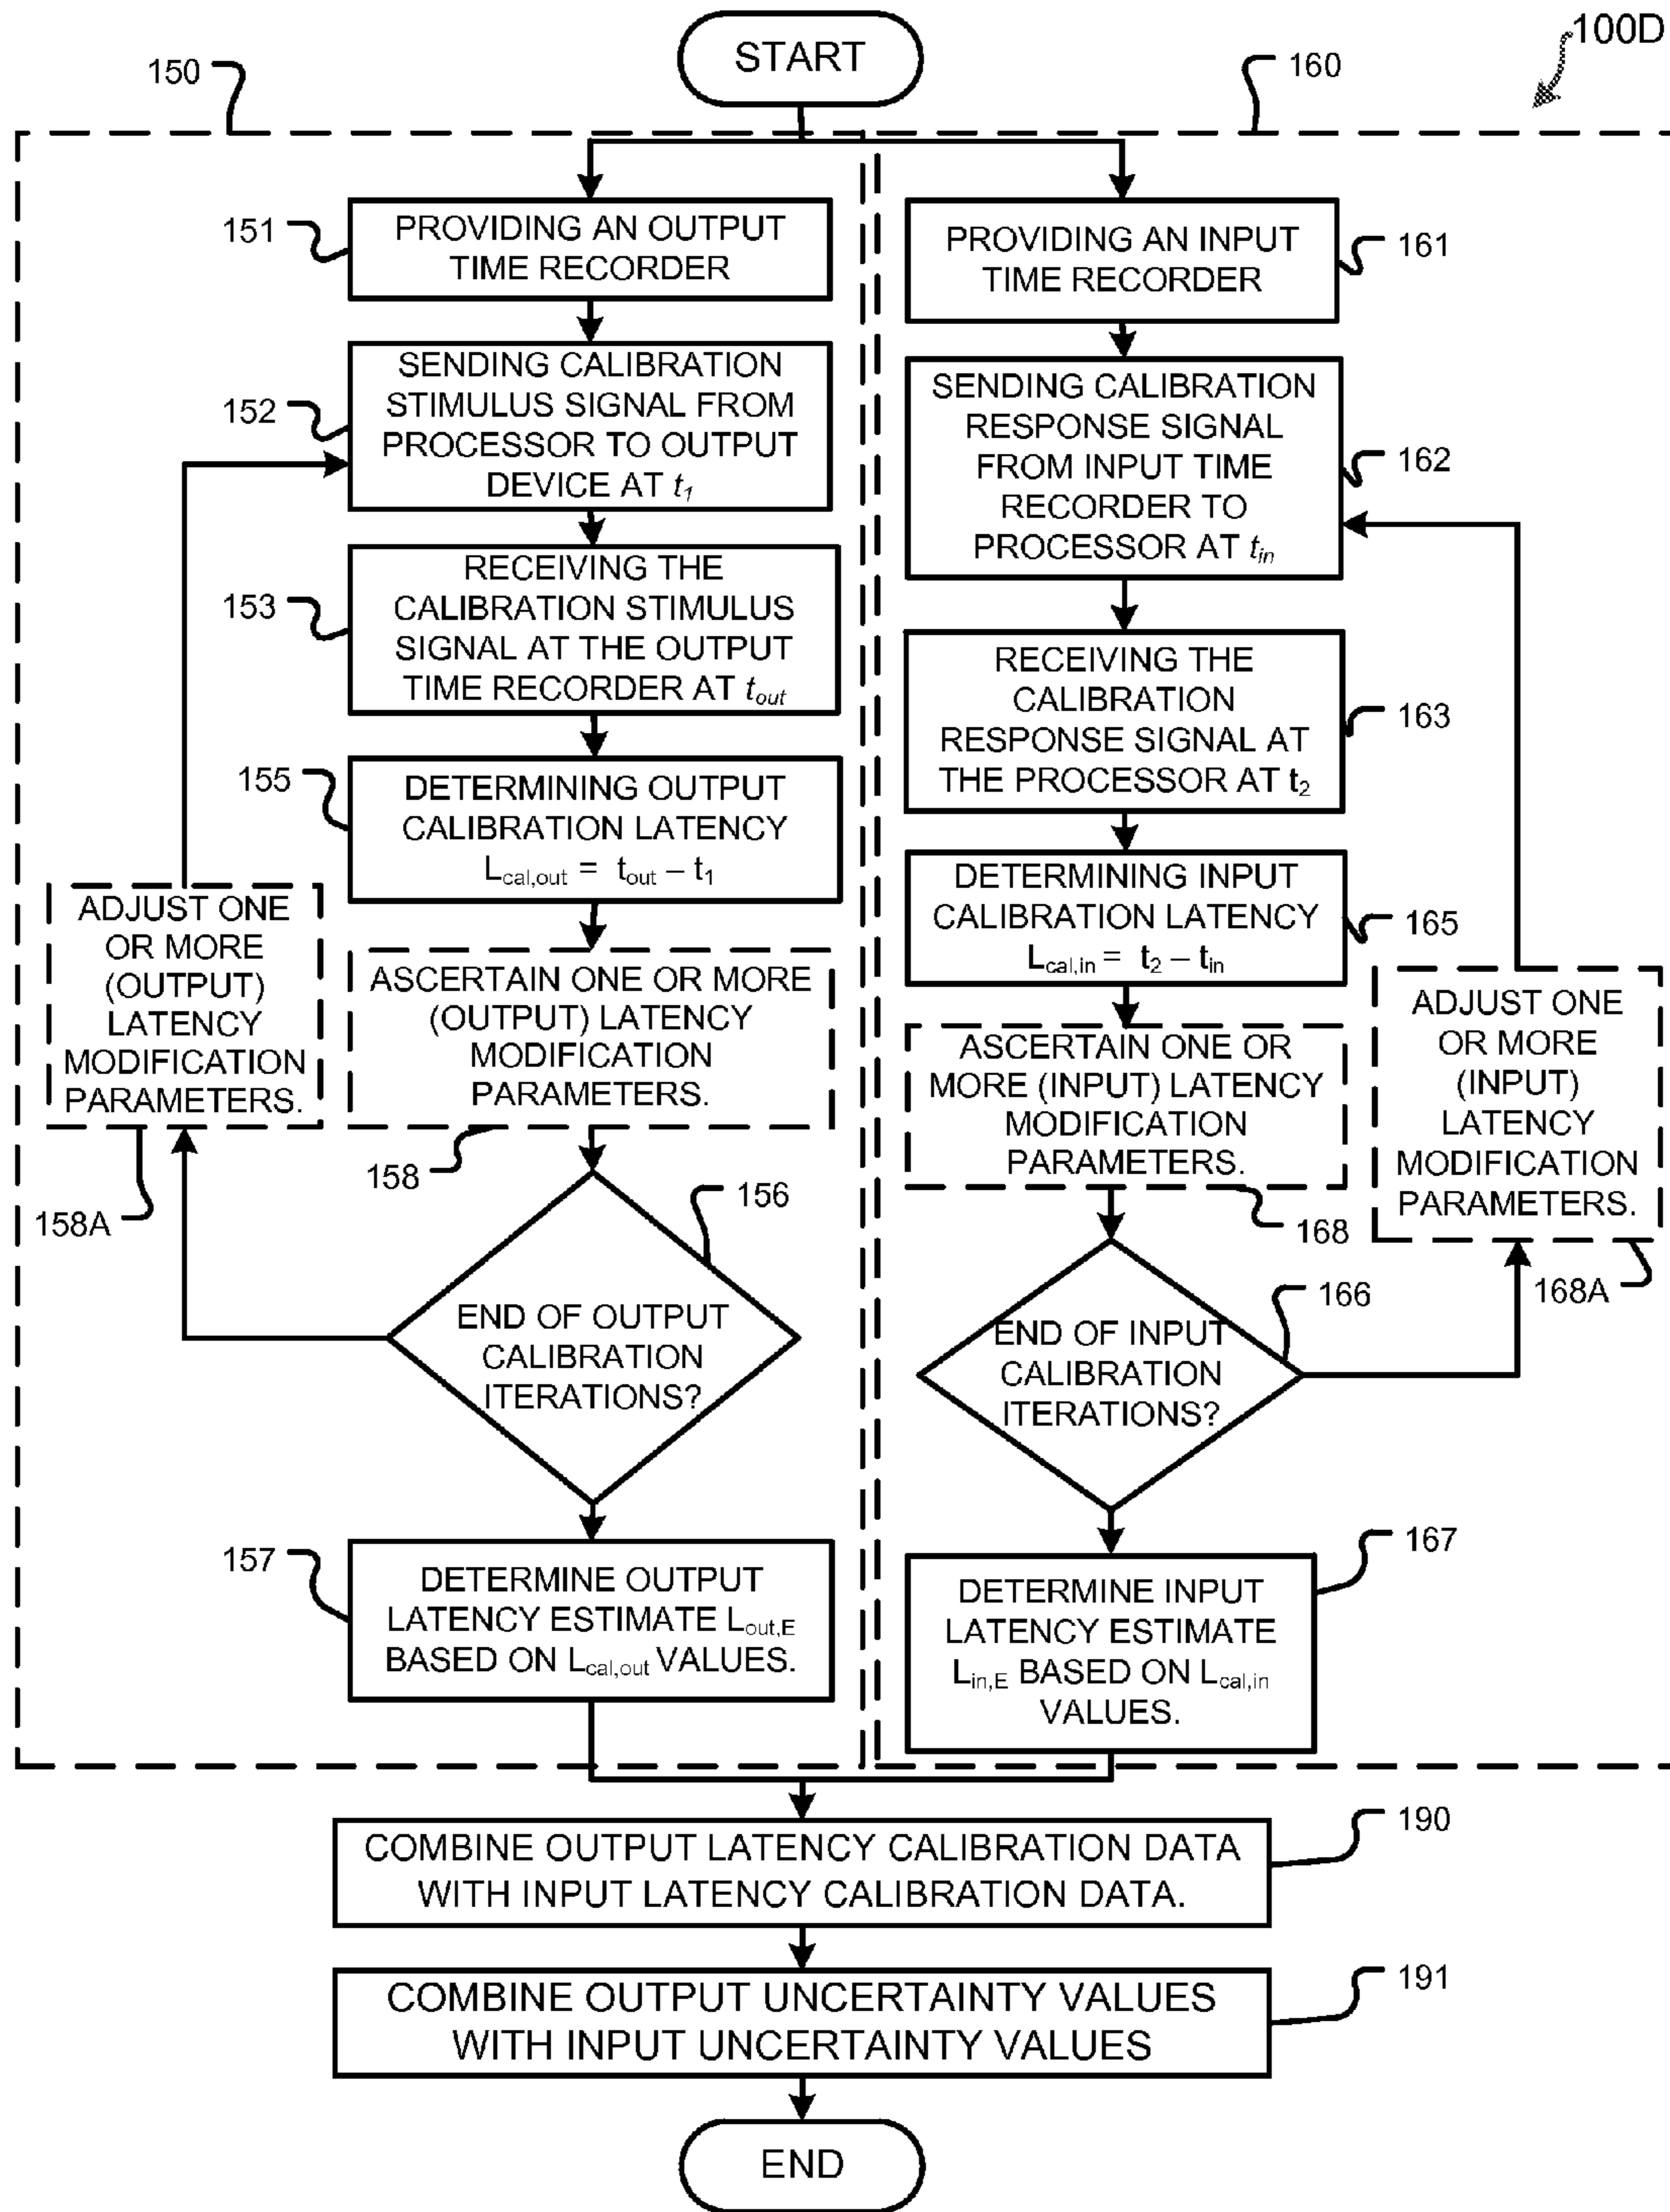 START
100D
150
160
151
PROVIDING AN OUTPUT
TIME RECORDER
152
SENDING CALIBRATION
STIMULUS SIGNAL FROM
PROCESSOR TO OUTPUT
DEVICE AT t1
153
RECEIVING THE
CALIBRATION STIMULUS
SIGNAL AT THE OUTPUT
TIME RECORDER AT tout
155
DETERMINING OUTPUT
CALIBRATION LATENCY
Lcal,out = tout – t1
ADJUST ONE
OR MORE
(OUTPUT)
LATENCY
MODIFICATION
PARAMETERS.
158A
ASCERTAIN ONE OR MORE
(OUTPUT) LATENCY
MODIFICATION
PARAMETERS.
158
156
END OF OUTPUT
CALIBRATION
ITERATIONS?
157
DETERMINE OUTPUT
LATENCY ESTIMATE Lout,E
BASED ON Lcal,out VALUES.
PROVIDING AN INPUT
TIME RECORDER
161
SENDING CALIBRATION
RESPONSE SIGNAL
FROM INPUT TIME
RECORDER TO
PROCESSOR AT tin
162
RECEIVING THE
CALIBRATION
RESPONSE SIGNAL AT
THE PROCESSOR AT t2
163
DETERMINING INPUT
CALIBRATION LATENCY
Lcal,in = t2 – tin
165
ASCERTAIN ONE OR
MORE (INPUT) LATENCY
MODIFICATION
PARAMETERS.
168
ADJUST ONE
OR MORE
(INPUT)
LATENCY
MODIFICATION
PARAMETERS.
168A
166
END OF INPUT
CALIBRATION
ITERATIONS?
167
DETERMINE INPUT
LATENCY ESTIMATE
Lin,E BASED ON Lcal,in
VALUES.
COMBINE OUTPUT LATENCY CALIBRATION DATA
WITH INPUT LATENCY CALIBRATION DATA.
190
COMBINE OUTPUT UNCERTAINTY VALUES
WITH INPUT UNCERTAINTY VALUES
191
END